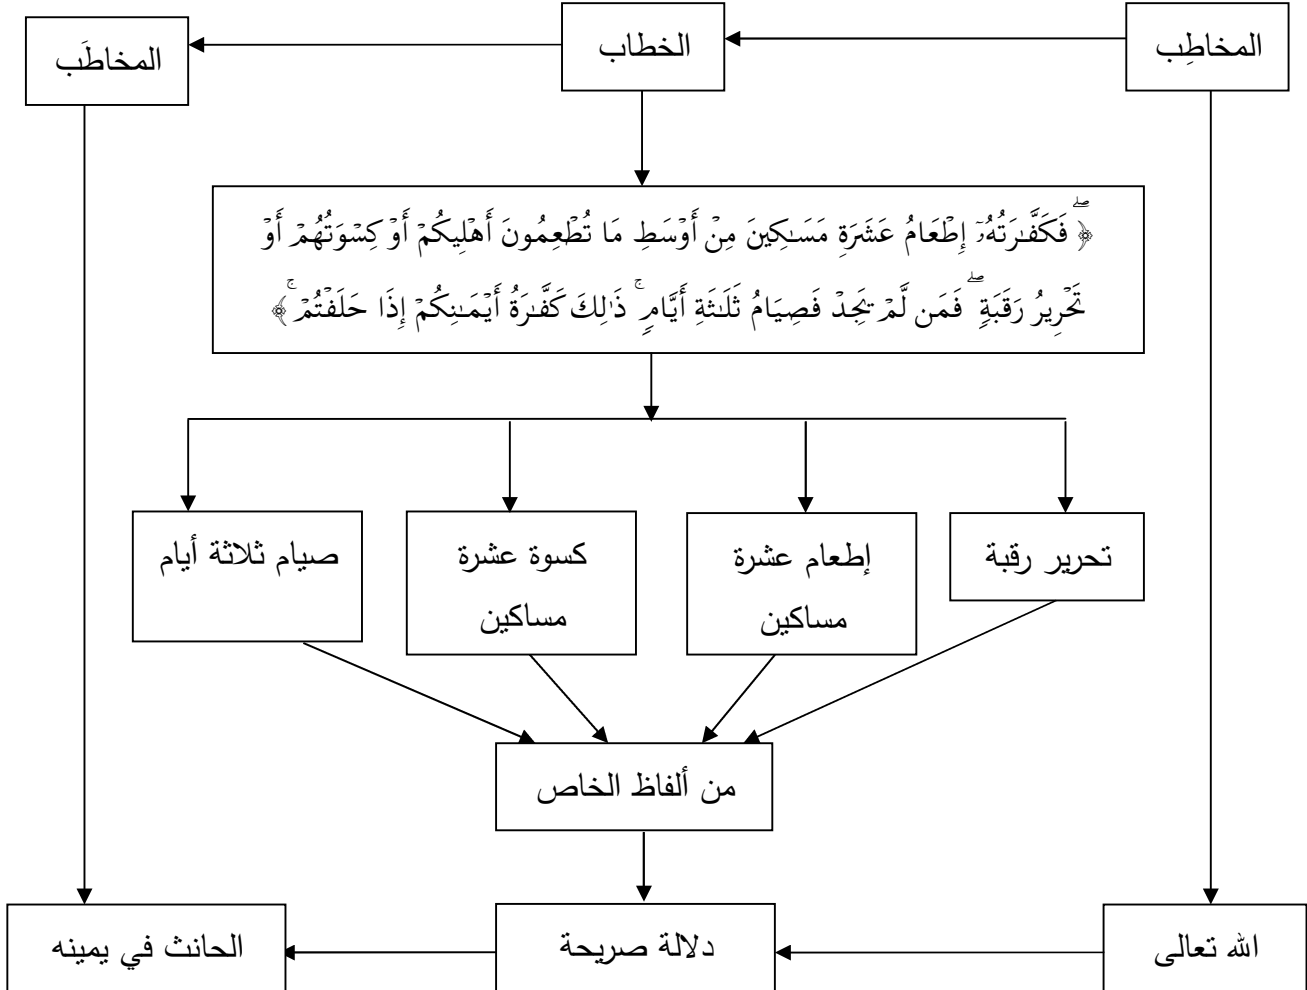 المخاطِب
الخطاب
المخاطَب
﴿ۖ فَكَفَّـٰرَتُهُۥٓ إِطْعَامُ عَشَرَةِ مَسَـٰكِينَ مِنْ أَوْسَطِ مَا تُطْعِمُونَ أَهْلِيكُمْ أَوْ كِسْوَتُهُمْ أَوْ
تَحْرِيرُ رَقَبَةٍۖ فَمَن لَّمْ يَجِدْ فَصِيَامُ ثَلَـٰثَةِ أَيَّامٍۚ ذَٰلِكَ كَفَّـٰرَةُ أَيْمَـٰنِكُمْ إِذَا حَلَفْتُمْۚ﴾
تحرير رقبة
إطعام عشرة
مساكين
كسوة عشرة
مساكين
صيام ثلاثة أيام
من ألفاظ الخاص
الله تعالى
دلالة صريحة
الحانث في يمينه